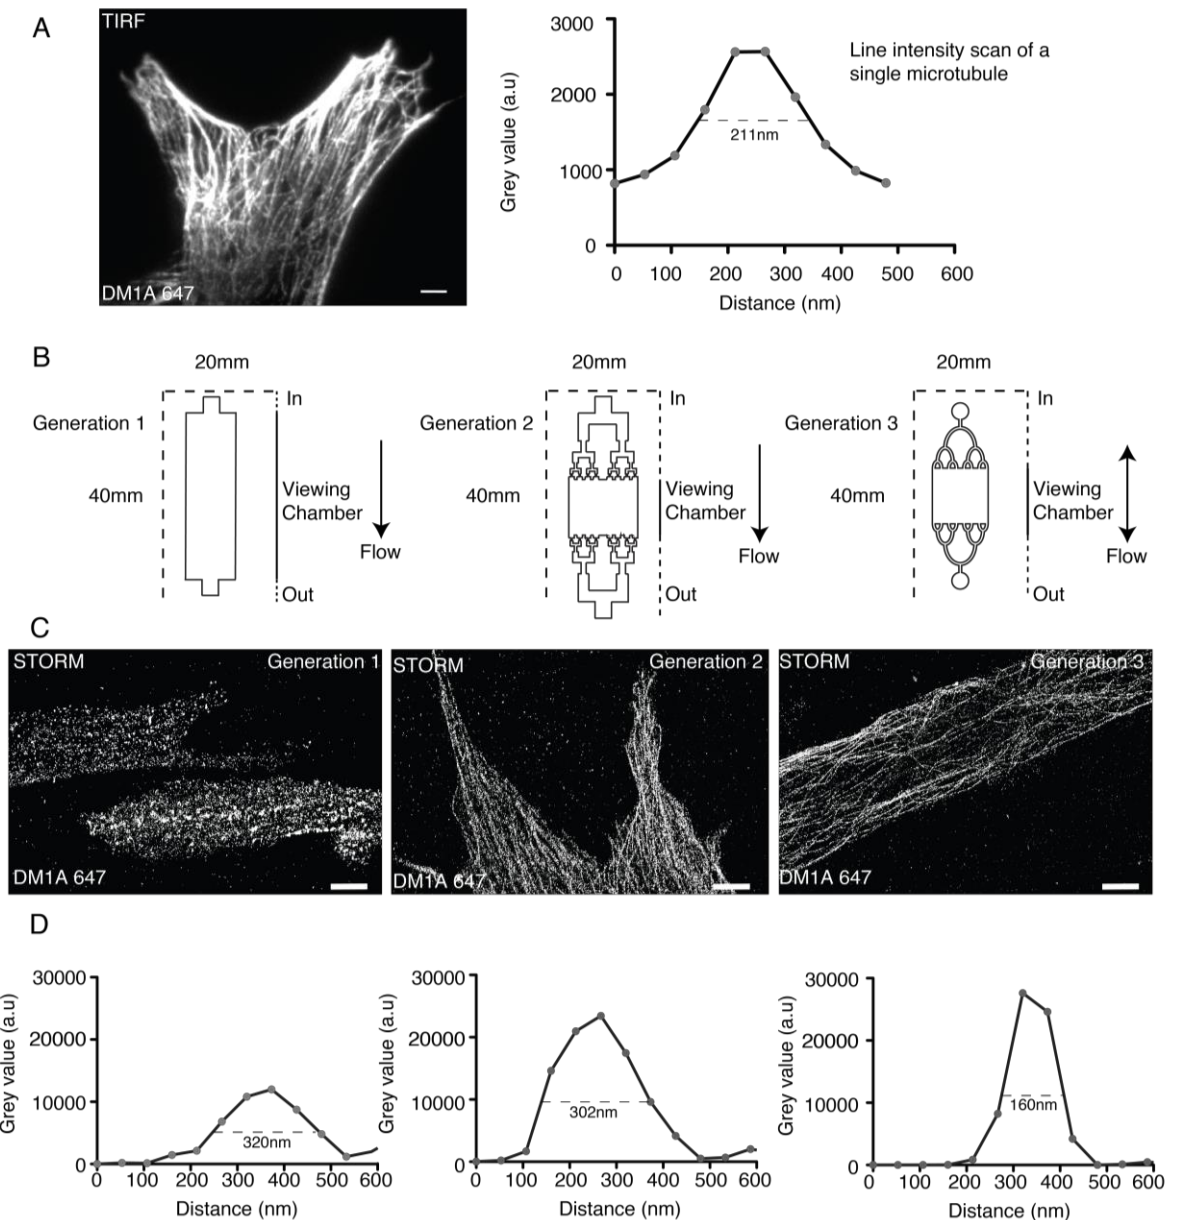 A
TIRF
DM1A 647
Grey value (a.u)
3000
2000
1000
0
Line intensity scan of a
single microtubule
211nm
0 100 200 300 400 500 600
Distance (nm)
B
20mm
Generation 1
40mm
In
Viewing
Chamber
Flow
Out
20mm
Generation 2
40mm
In
Viewing
Chamber
Flow
Out
20mm
Generation 3
40mm
In
Viewing
Chamber
Flow
Out
C
STORM Generation 1
DM1A 647
STORM Generation 2
DM1A 647
STORM Generation 3
DM1A 647
D
Grey value (a.u)
30000
20000
10000
0
320nm
0 100 200 300 400 500 600
Distance (nm)
Grey value (a.u)
30000
20000
10000
0
302nm
0 100 200 300 400 500 600
Distance (nm)
Grey value (a.u)
30000
20000
10000
0
160nm
0 100 200 300 400 500 600
Distance (nm)